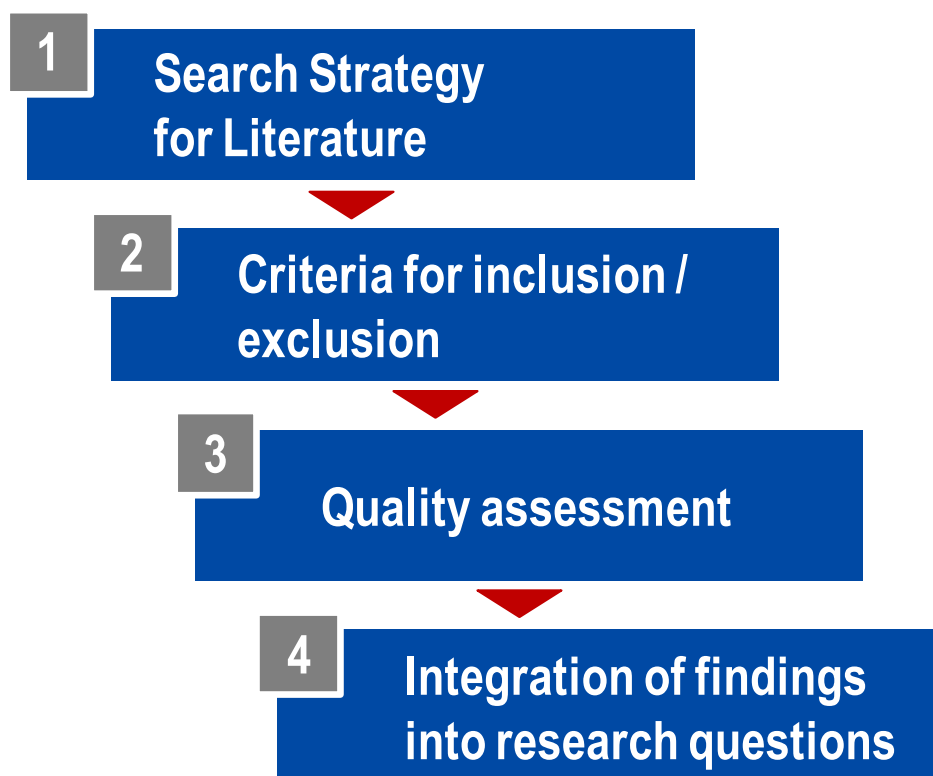 1
Search Strategy
for Literature
2
Criteria for inclusion /
exclusion
3
Quality assessment
4
Integration of findings
into research questions